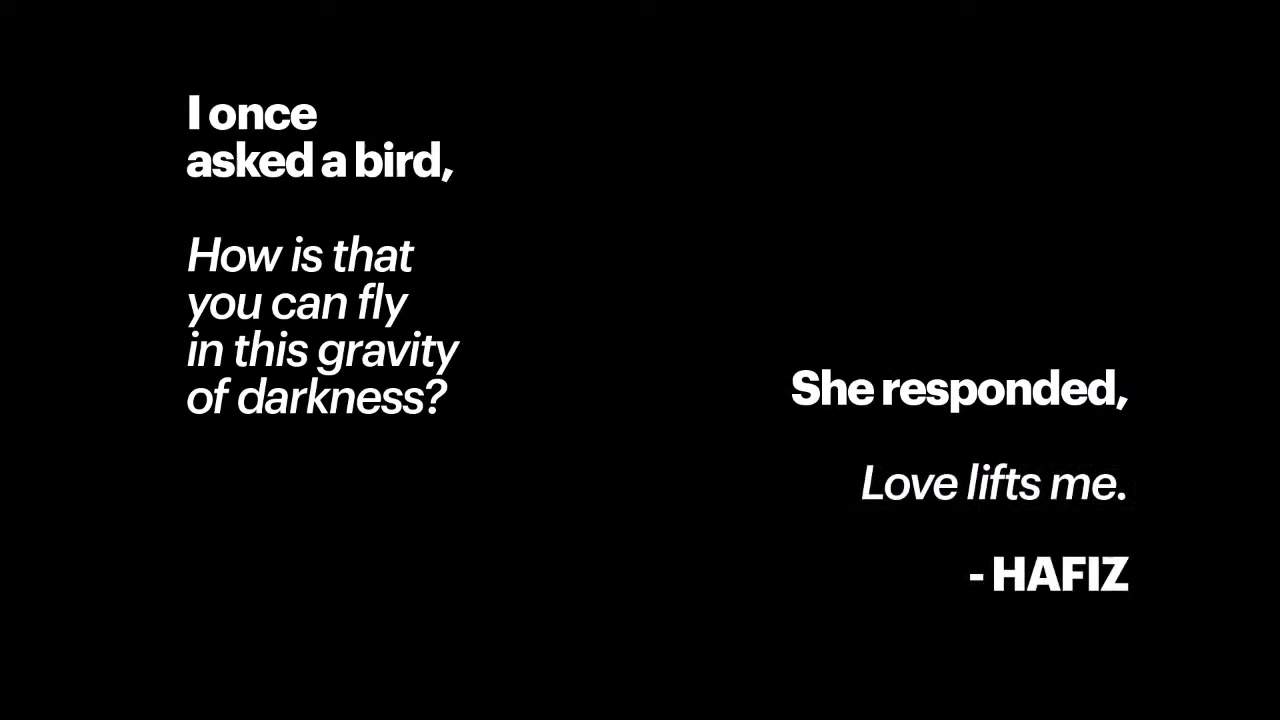 I once
asked a bird,
How is that
you can fly
in this gravity
of darkness?
She responded,
Love lifts me.
- HAFIZ